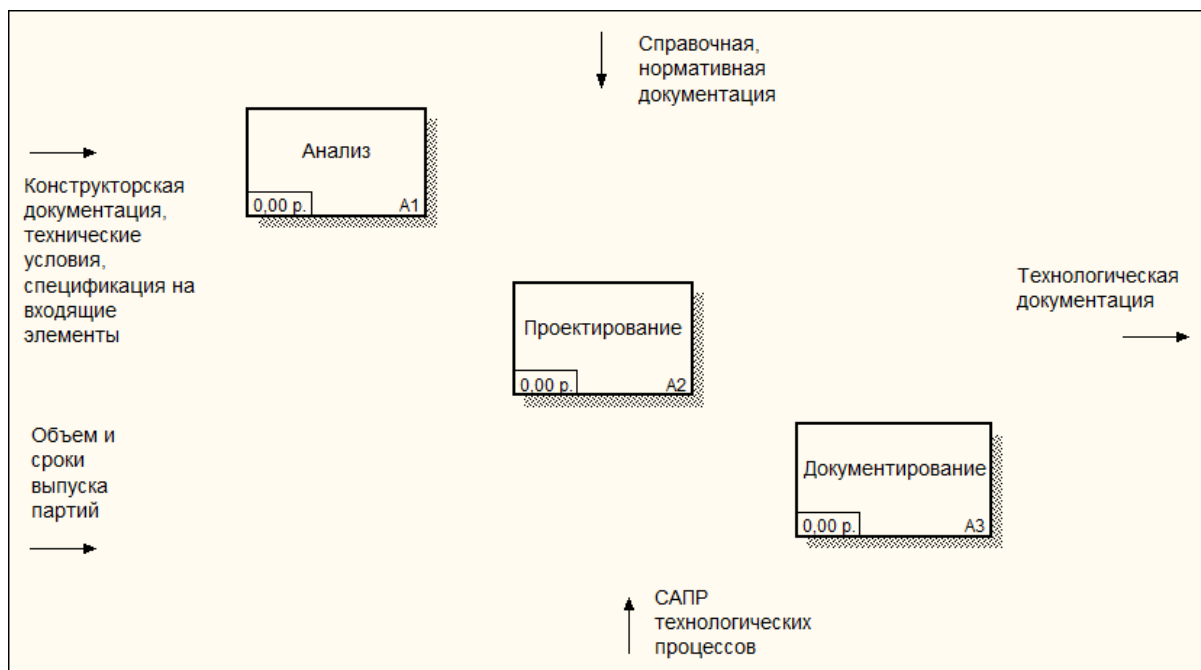 Справочная,
нормативная
документация
Анализ
0,00 р.
A1
Конструкторская
документация,
технические
условия,
спецификация на
входящие
элементы
Технологическая
документация
Проектирование
0,00 р.
A2
Объем и
сроки
выпуска
партий
Документирование
0,00 р.
A3
САПР
технологических
процессов